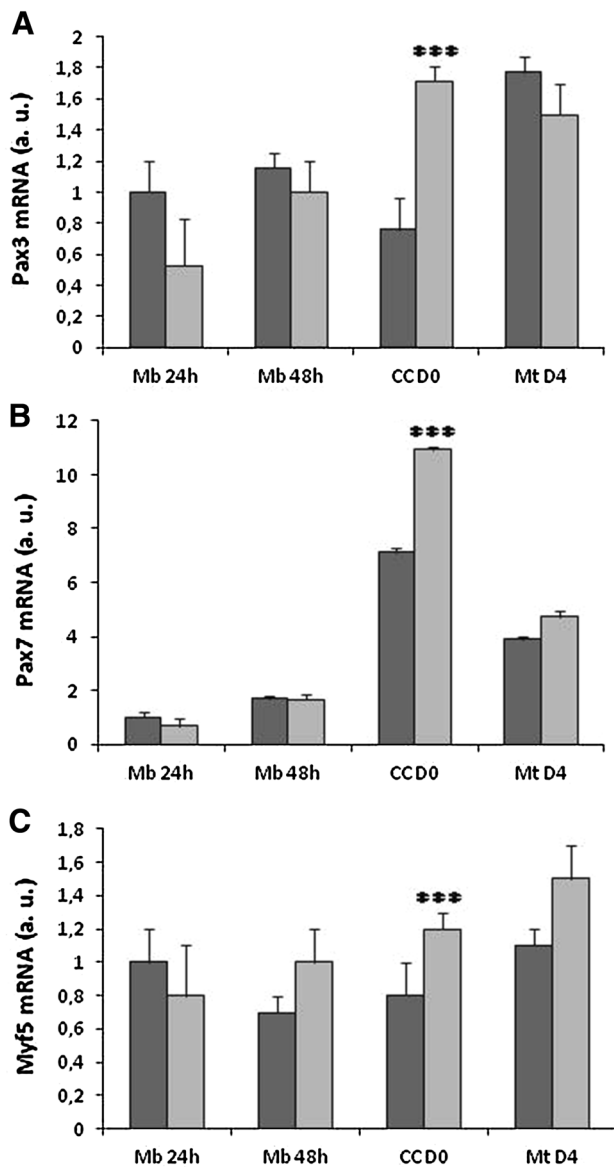 A
Pax3 mRNA (a. u.)
2
1,8
1,6
1,4
1,2
1
0,8
0,6
0,4
0,2
0
***
Mb 24h
Mb 48h
CC D0
Mt D4
B
Pax7 mRNA (a. u.)
12
10
8
6
4
2
0
***
Mb 24h
Mb 48h
CC D0
Mt D4
C
Myf5 mRNA (a. u.)
1,8
1,6
1,4
1,2
1
0,8
0,6
0,4
0,2
0
***
Mb 24h
Mb 48h
CC D0
Mt D4